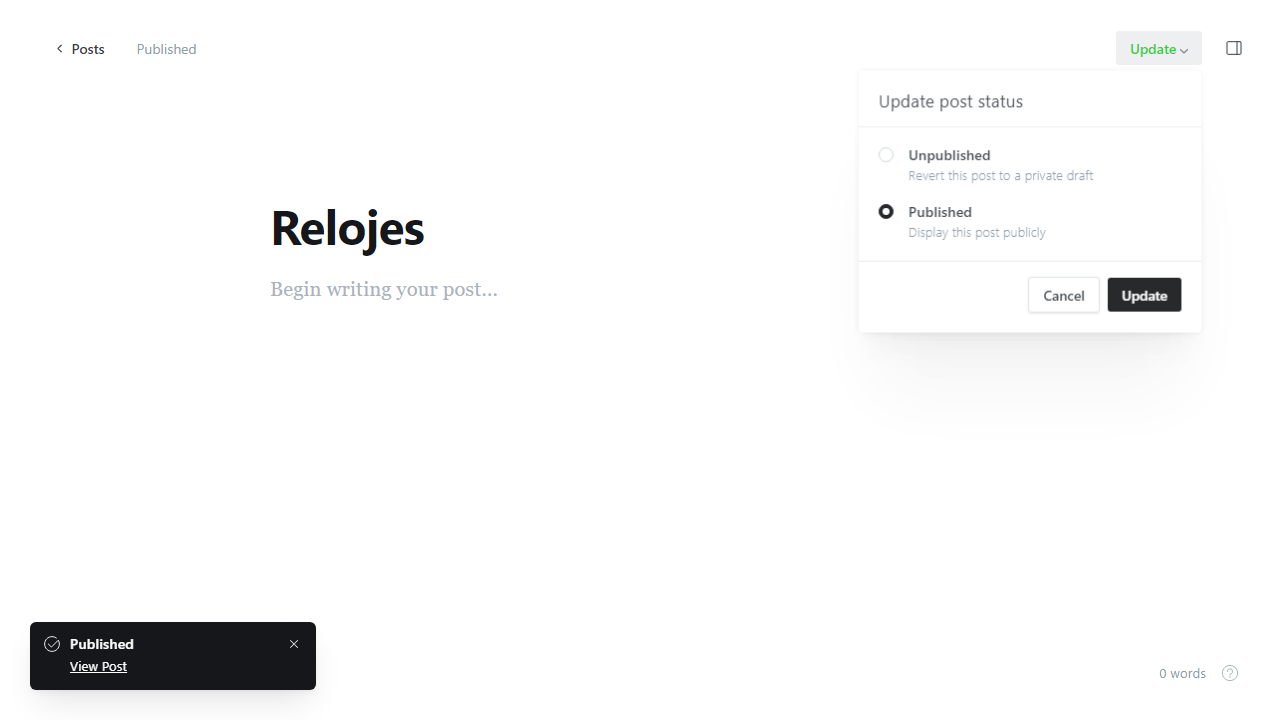 Posts
Published
Update
Update post status
Unpublished
Revert this post to a private draft
Published
Display this post publicly
Cancel
Update
Relojes
Begin writing your post...
Published
View Post
0 words
?